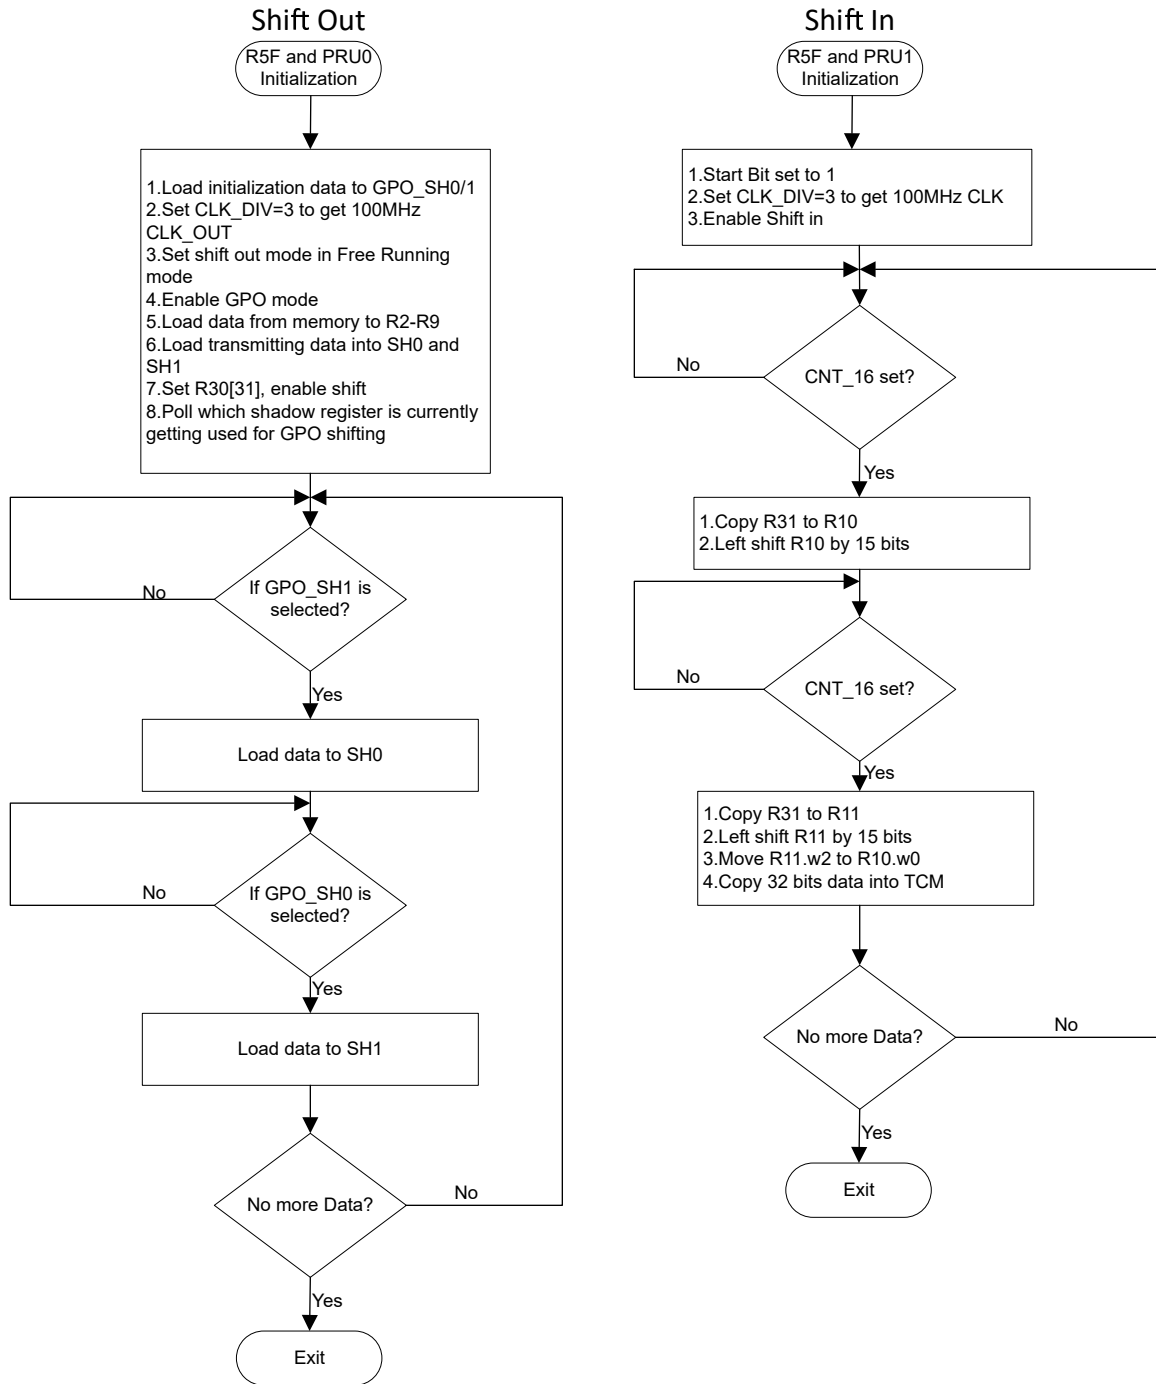 Shift Out
R5F and PRU0
Initialization
1.Load initialization data to GPO_SH0/1
2.Set CLK_DIV=3 to get 100MHz
CLK_OUT
3.Set shift out mode in Free Running
mode
4.Enable GPO mode
5.Load data from memory to R2-R9
6.Load transmitting data into SH0 and
SH1
7.Set R30[31], enable shift
8.Poll which shadow register is currently
getting used for GPO shifting
If GPO_SH1 is
selected?
No
Yes
Load data to SH0
If GPO_SH0 is
selected?
No
Yes
Load data to SH1
No more Data?
No
Yes
Exit
Shift In
R5F and PRU1
Initialization
1.Start Bit set to 1
2.Set CLK_DIV=3 to get 100MHz CLK
3.Enable Shift in
CNT_16 set?
No
Yes
1.Copy R31 to R10
2.Left shift R10 by 15 bits
CNT_16 set?
No
Yes
1.Copy R31 to R11
2.Left shift R11 by 15 bits
3.Move R11.w2 to R10.w0
4.Copy 32 bits data into TCM
No more Data?
No
Yes
Exit